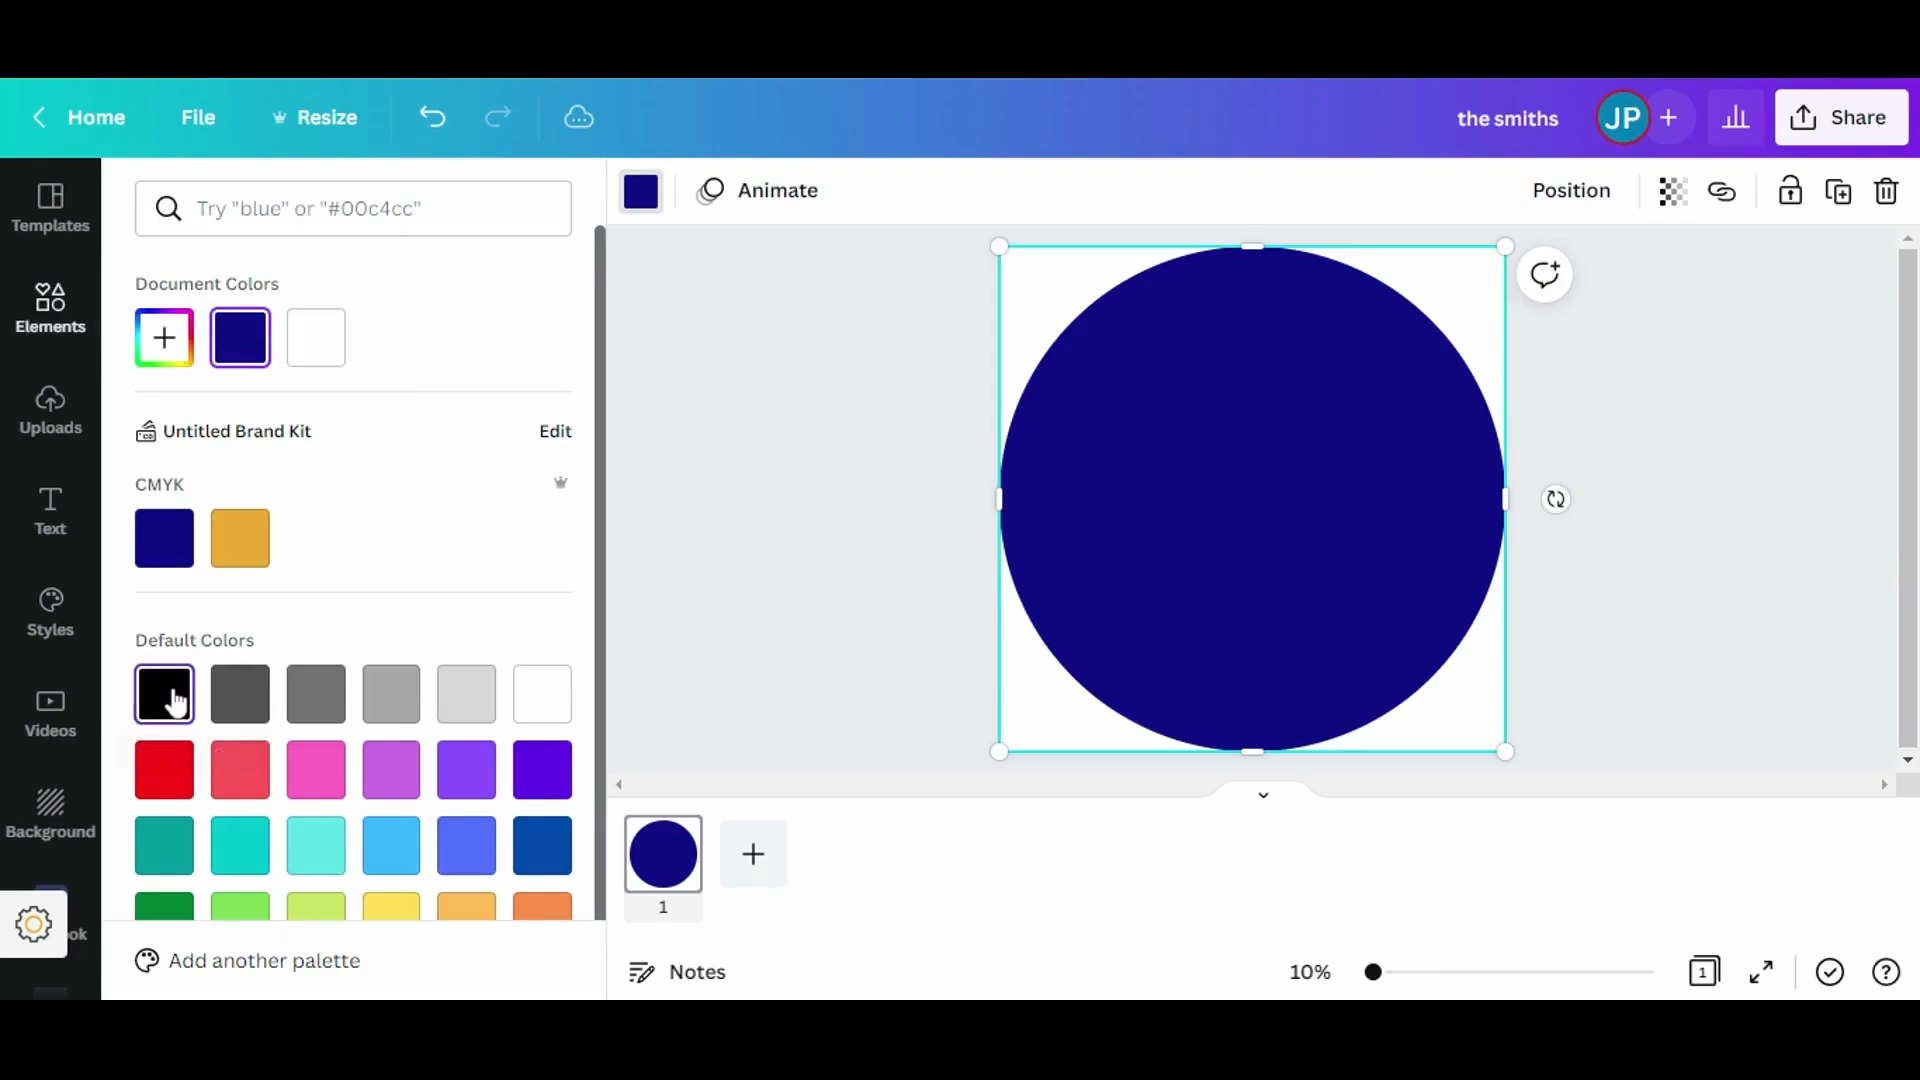 Home
File
Resize
the smiths
JP
Share
Templates
Elements
Uploads
Text
Styles
Videos
Background
ok
Try "blue" or "#00c4cc"
Document Colors
Untitled Brand Kit
Edit
CMYK
Default Colors
Add another palette
Animate
Position
1
Notes
10%
1